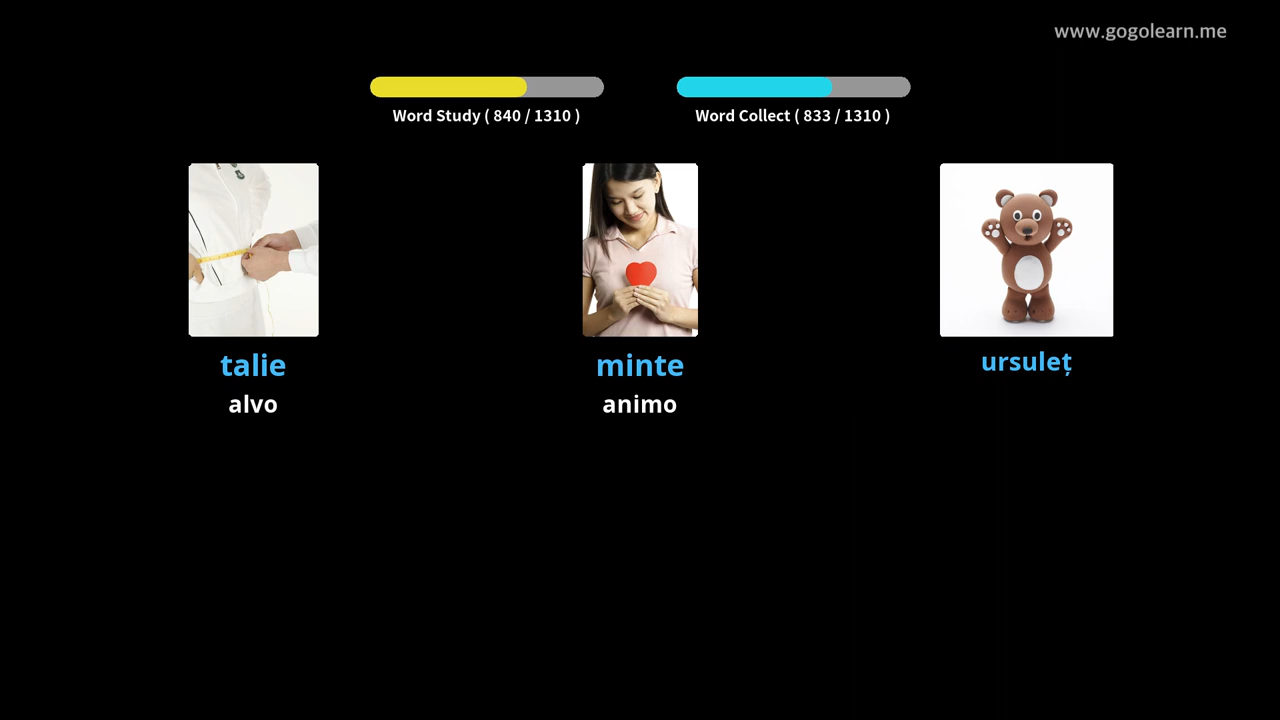 www.gogolearn.me
Word Study ( 840 / 1310 )
Word Collect ( 833 / 1310 )
talie
alvo
minte
animo
ursuleț